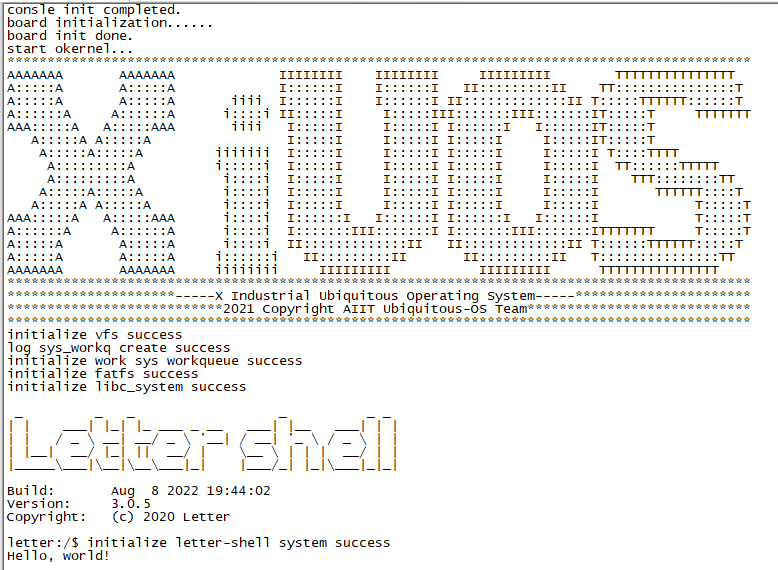 consle init completed.
board initialization......
board init done.
start okernel...
XiUOS
-----X Industrial Ubiquitous Operating System-----
2021 Copyright AIIT Ubiquitous-OS Team
initialize vfs success
log sys_workq create success
initialize work sys workqueue success
initialize fatfs success
initialize libc_system success
Letter shell
Build:       Aug  8 2022 19:44:02
Version:     3.0.5
Copyright:   (c) 2020 Letter
letter:/$ initialize letter-shell system success
Hello, world!